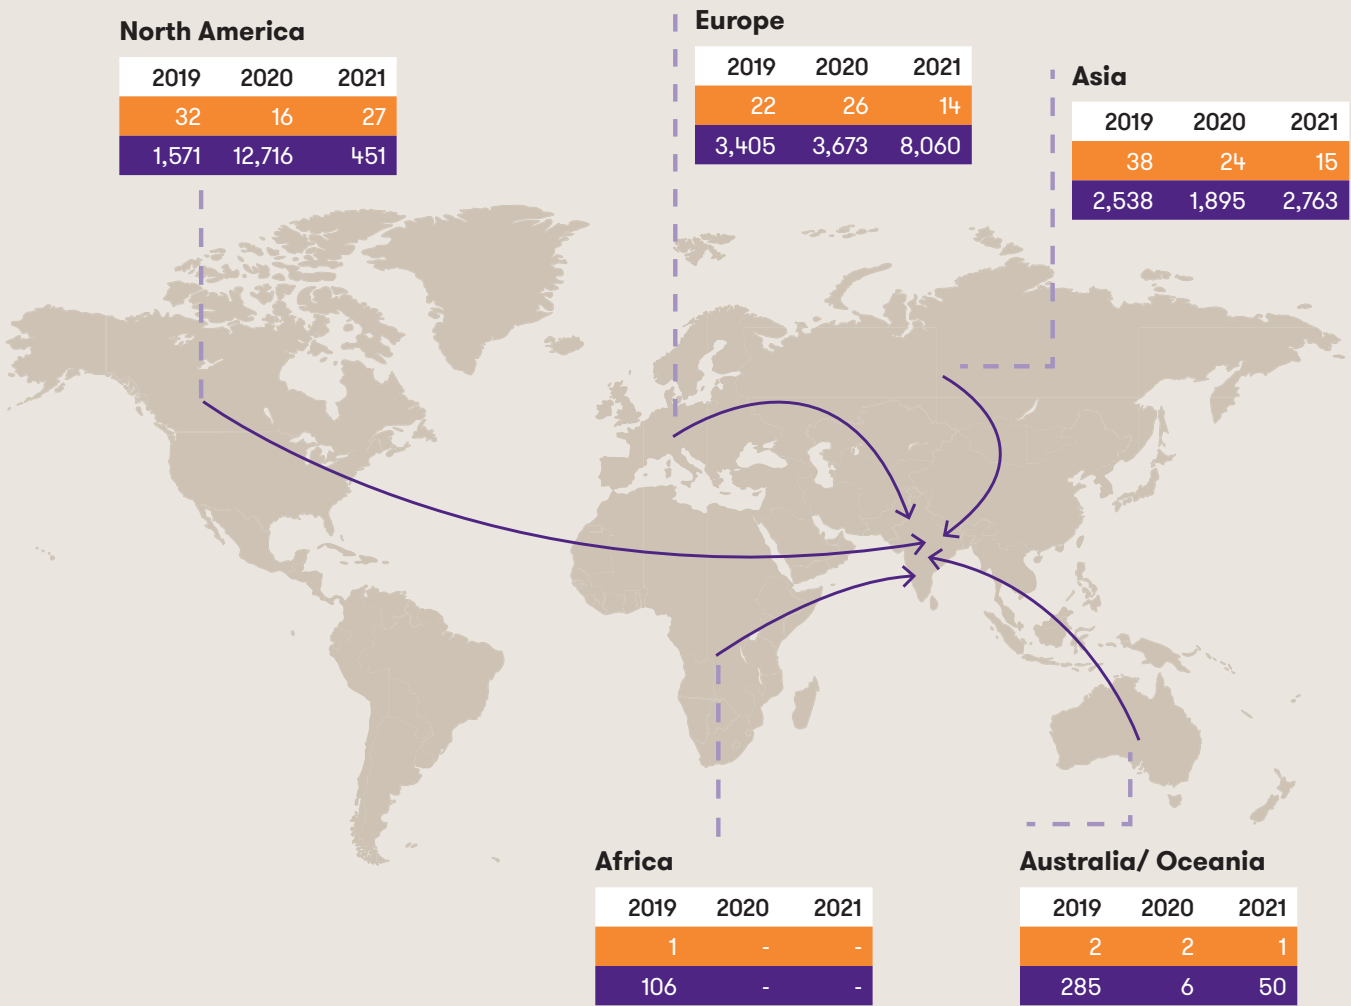 North America
2019 2020 2021
32 16 27
1,571 12,716 451
Europe
2019 2020 2021
22 26 14
3,405 3,673 8,060
Asia
2019 2020 2021
38 24 15
2,538 1,895 2,763
Africa
2019 2020 2021
1 - -
106 - -
Australia/ Oceania
2019 2020 2021
2 2 1
285 6 50